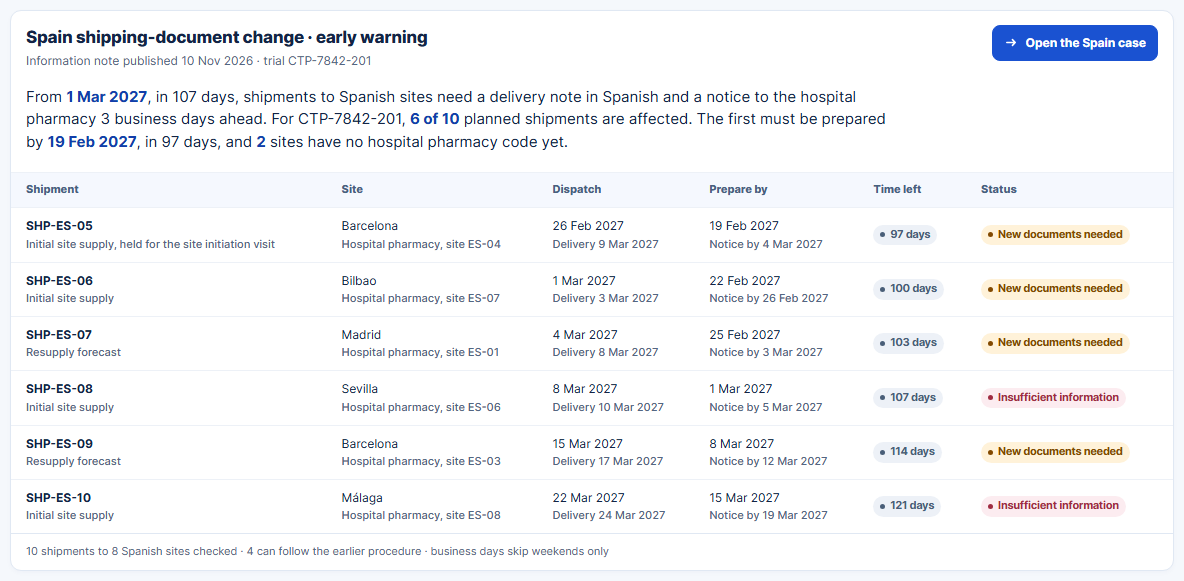 Spain shipping-document change · early warning
Information note published 10 Nov 2026 · trial CTP-7842-201
→ Open the Spain case
From 1 Mar 2027, in 107 days, shipments to Spanish sites need a delivery note in Spanish and a notice to the hospital
pharmacy 3 business days ahead. For CTP-7842-201, 6 of 10 planned shipments are affected. The first must be prepared
by 19 Feb 2027, in 97 days, and 2 sites have no hospital pharmacy code yet.
Shipment Site Dispatch Prepare by Time left Status
SHP-ES-05 Barcelona 26 Feb 2027 19 Feb 2027 97 days New documents needed
Initial site supply, held for the site initiation visit Hospital pharmacy, site ES-04 Delivery 9 Mar 2027 Notice by 4 Mar 2027
SHP-ES-06 Bilbao 1 Mar 2027 22 Feb 2027 100 days New documents needed
Initial site supply Hospital pharmacy, site ES-07 Delivery 3 Mar 2027 Notice by 26 Feb 2027
SHP-ES-07 Madrid 4 Mar 2027 25 Feb 2027 103 days New documents needed
Resupply forecast Hospital pharmacy, site ES-01 Delivery 8 Mar 2027 Notice by 3 Mar 2027
SHP-ES-08 Sevilla 8 Mar 2027 1 Mar 2027 107 days Insufficient information
Initial site supply Hospital pharmacy, site ES-06 Delivery 10 Mar 2027 Notice by 5 Mar 2027
SHP-ES-09 Barcelona 15 Mar 2027 8 Mar 2027 114 days New documents needed
Resupply forecast Hospital pharmacy, site ES-03 Delivery 17 Mar 2027 Notice by 12 Mar 2027
SHP-ES-10 Málaga 22 Mar 2027 15 Mar 2027 121 days Insufficient information
Initial site supply Hospital pharmacy, site ES-08 Delivery 24 Mar 2027 Notice by 19 Mar 2027
10 shipments to 8 Spanish sites checked · 4 can follow the earlier procedure · business days skip weekends only